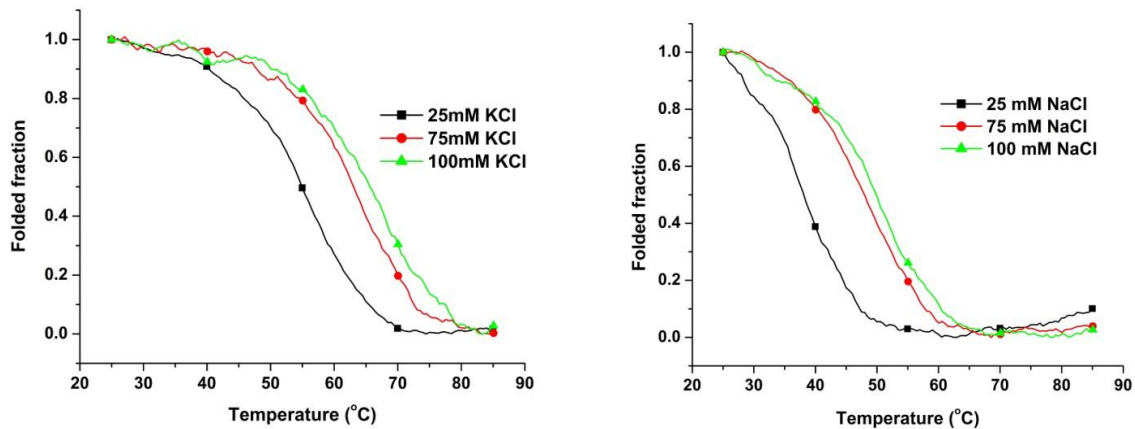 1.0
0.8
0.6
0.4
0.2
0.0
Folded fraction
25mM KCl
75mM KCl
100mM KCl
20 30 40 50 60 70 80 90
Temperature (°C)
1.0
0.8
0.6
0.4
0.2
0.0
Folded fraction
25 mM NaCl
75 mM NaCl
100 mM NaCl
20 30 40 50 60 70 80 90
Temperature (°C)